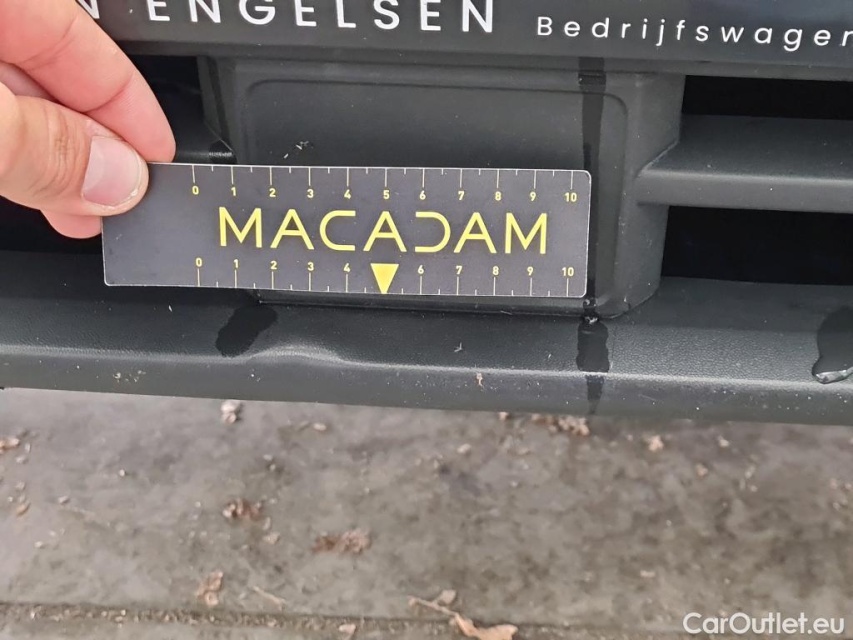 N ENGELSEN Bedrijfswagen
0 1 2 3 4 5 6 7 8 9 10
MACADAM
0 1 2 3 4 6 7 8 9 10
CarOutlet.eu